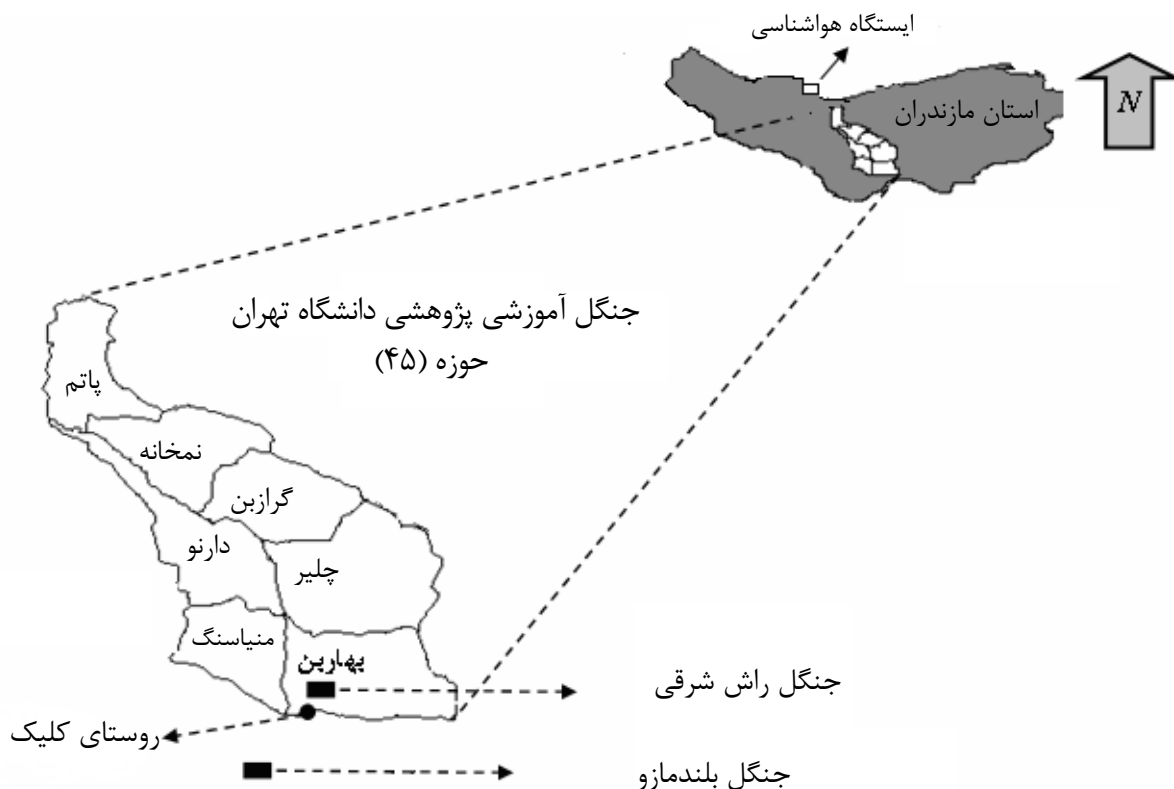 ایستگاه هواشناسی
استان مازندران
N
جنگل آموزشی پژوهشی دانشگاه تهران
حوزه (۴۵)
پاتم
نمخانه
گرازبن
دارنو
چلیر
منیاسنگ
بهاربن
جنگل راش شرقی
روستای کلیک
جنگل بلندمازو